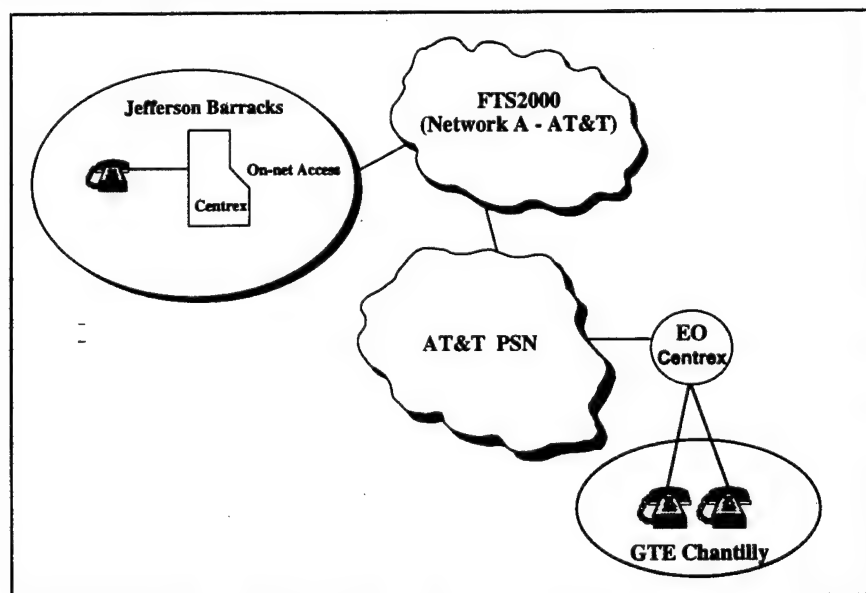 Jefferson Barracks
On-net Access
Centrex
FTS2000
(Network A - AT&T)
AT&T PSN
EO
Centrex
GTE Chantilly